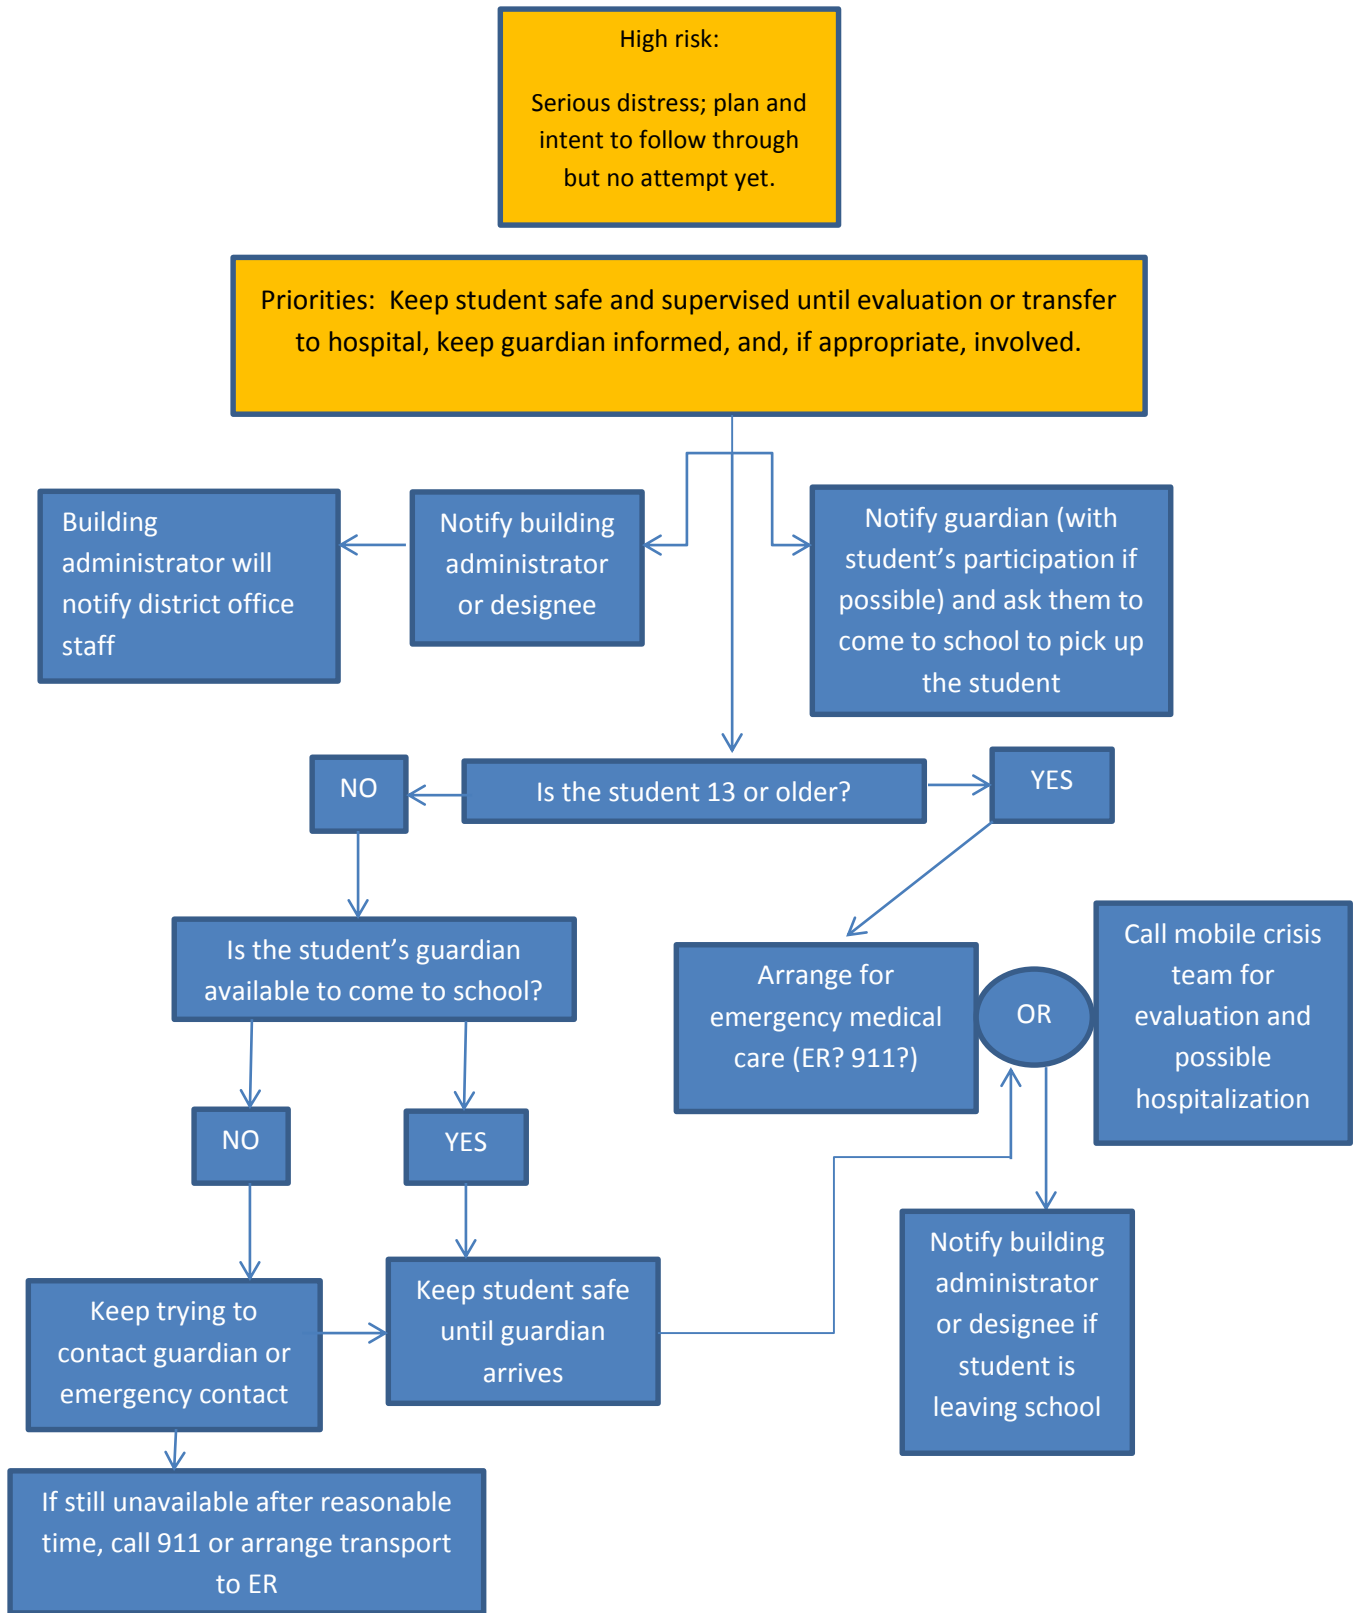 High risk:
Serious distress; plan and
intent to follow through
but no attempt yet.
Priorities:  Keep student safe and supervised until evaluation or transfer
to hospital, keep guardian informed, and, if appropriate, involved.
Building
administrator will
notify district office
staff
Notify building
administrator
or designee
Notify guardian (with
student’s participation if
possible) and ask them to
come to school to pick up
the student
NO
Is the student 13 or older?
YES
Is the student’s guardian
available to come to school?
Arrange for
emergency medical
care (ER? 911?)
OR
Call mobile crisis
team for
evaluation and
possible
hospitalization
NO
YES
Keep trying to
contact guardian or
emergency contact
Keep student safe
until guardian
arrives
Notify building
administrator
or designee if
student is
leaving school
If still unavailable after reasonable
time, call 911 or arrange transport
to ER